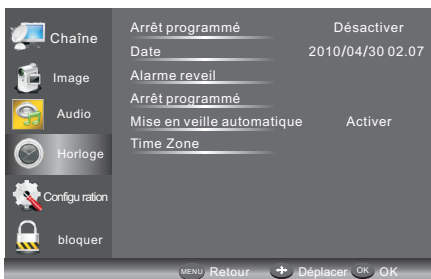 Chaîne
Image
Audio
Horloge
Configu ration
bloquer
Arrêt programmé Désactiver
Date 2010/04/30 02.07
Alarme reveil
Arrêt programmé
Mise en veille automatique Activer
Time Zone
MENU Retour Déplacer OK OK